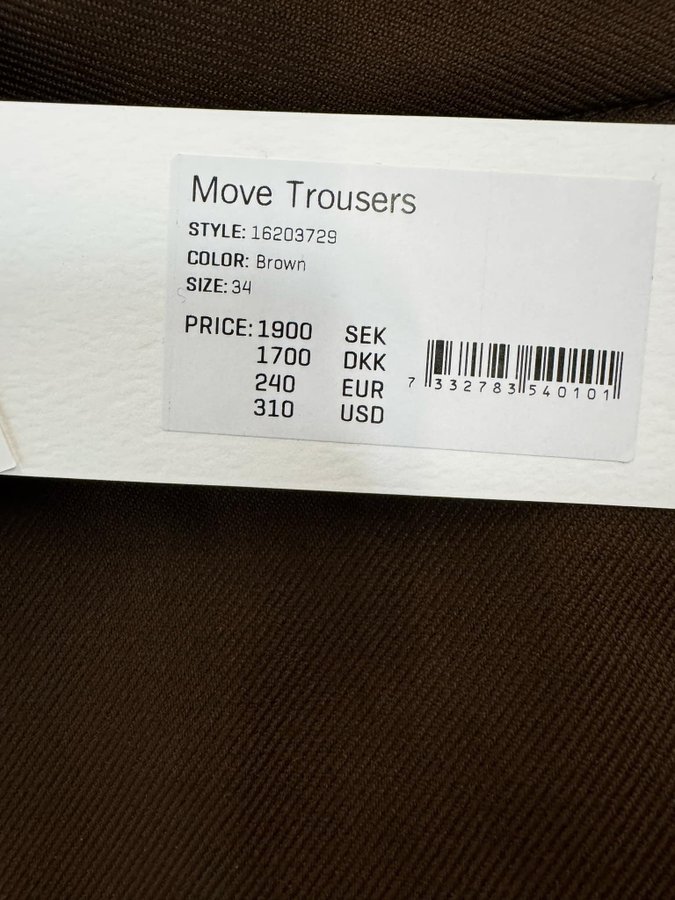 Move Trousers
STYLE: 16203729
COLOR: Brown
SIZE: 34
PRICE: 1900 SEK
1700 DKK
240 EUR
310 USD
7 332783 540101